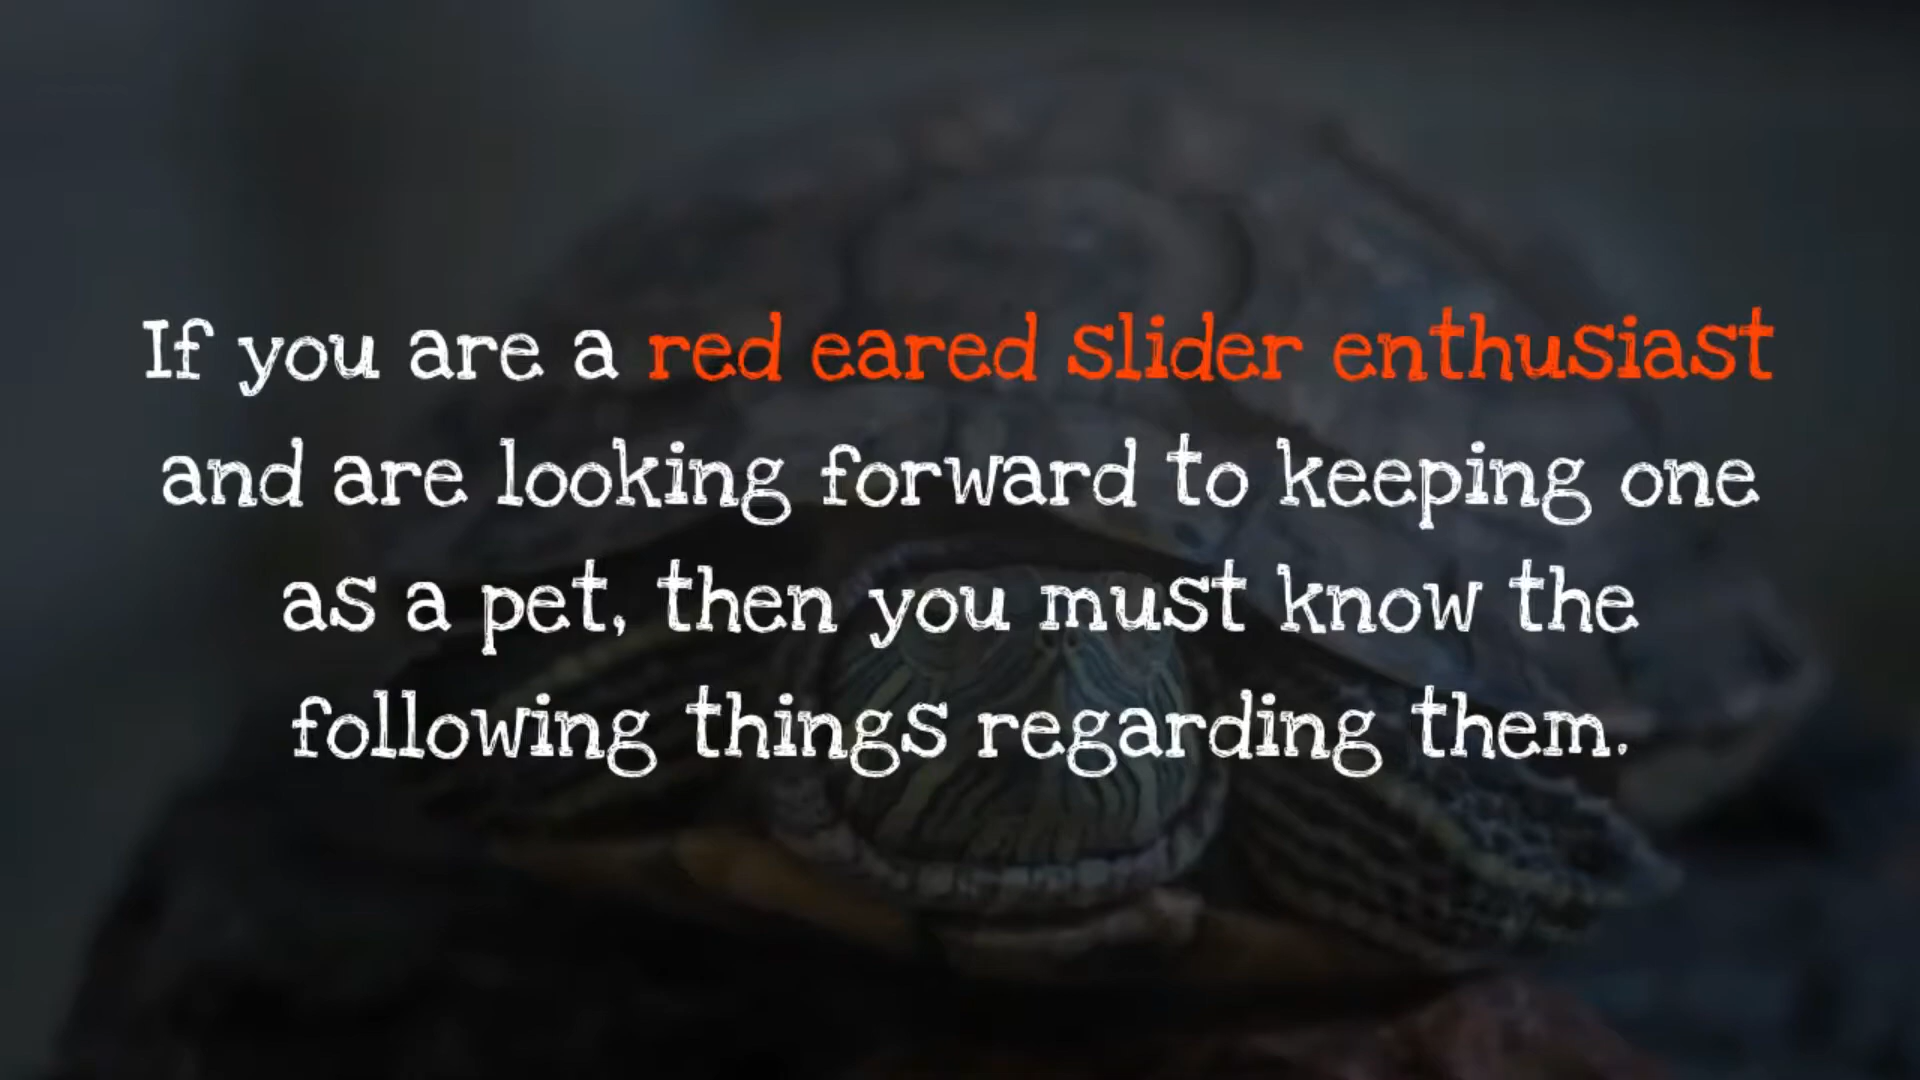 If you are a red eared slider enthusiast
and are looking forward to keeping one
as a pet, then you must know the
following things regarding them.